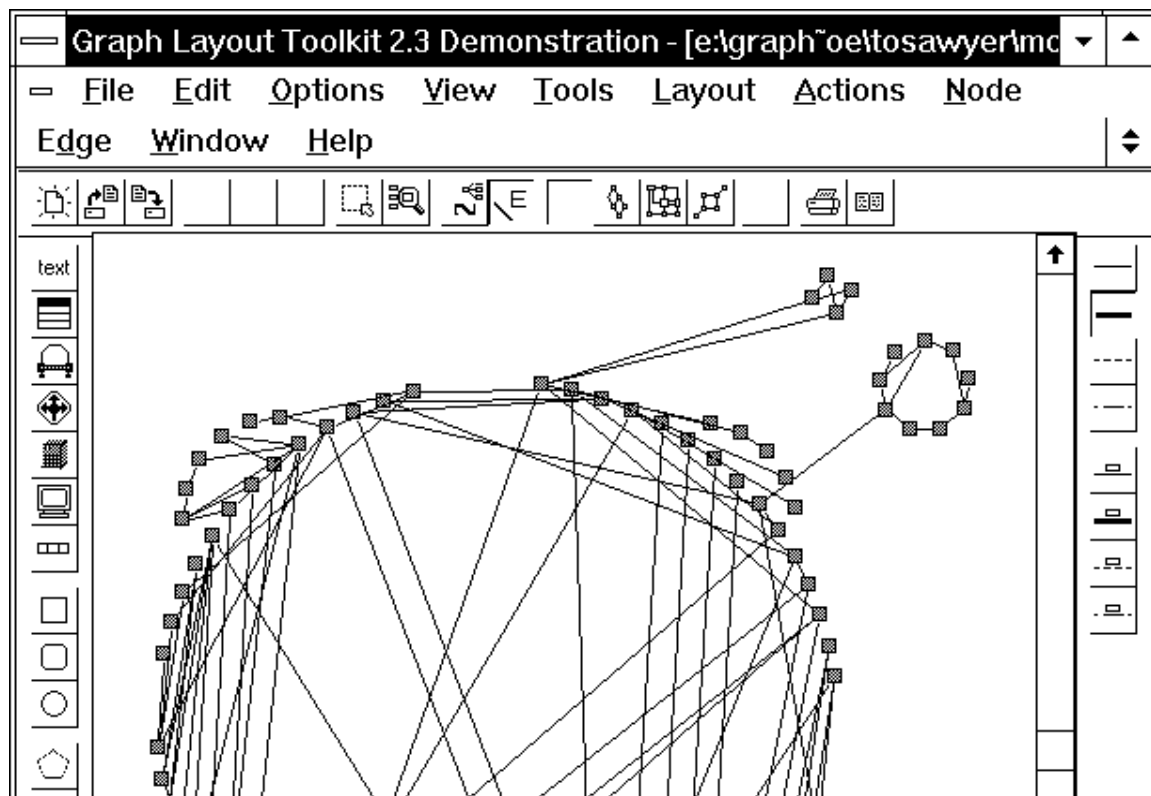 Graph Layout Toolkit 2.3 Demonstration - [e:\graph~oe\tosawyer\mc
File Edit Options View Tools Layout Actions Node
Edge Window Help
E
text